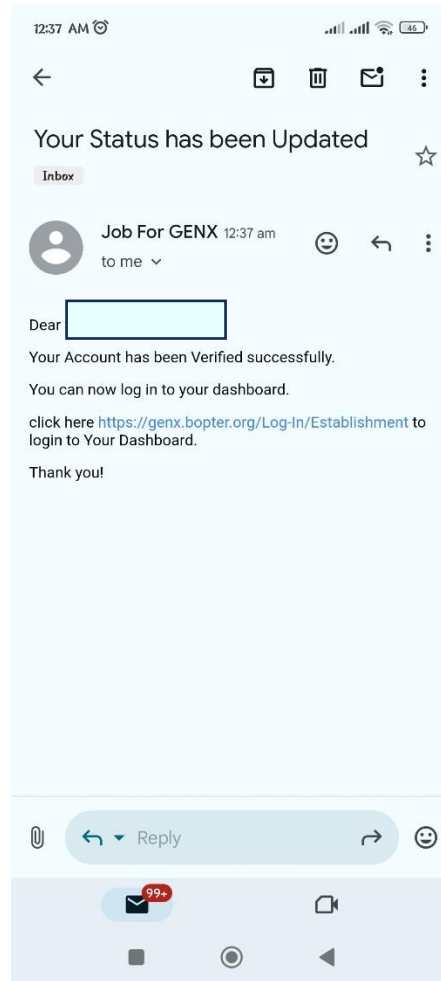 12:37 AM 46
Your Status has been Updated
Inbox
Job For GENX 12:37 am
to me
Dear
Your Account has been Verified successfully.
You can now log in to your dashboard.
click here https://genx.bopter.org/Log-In/Establishment to
login to Your Dashboard.
Thank you!
Reply
99+